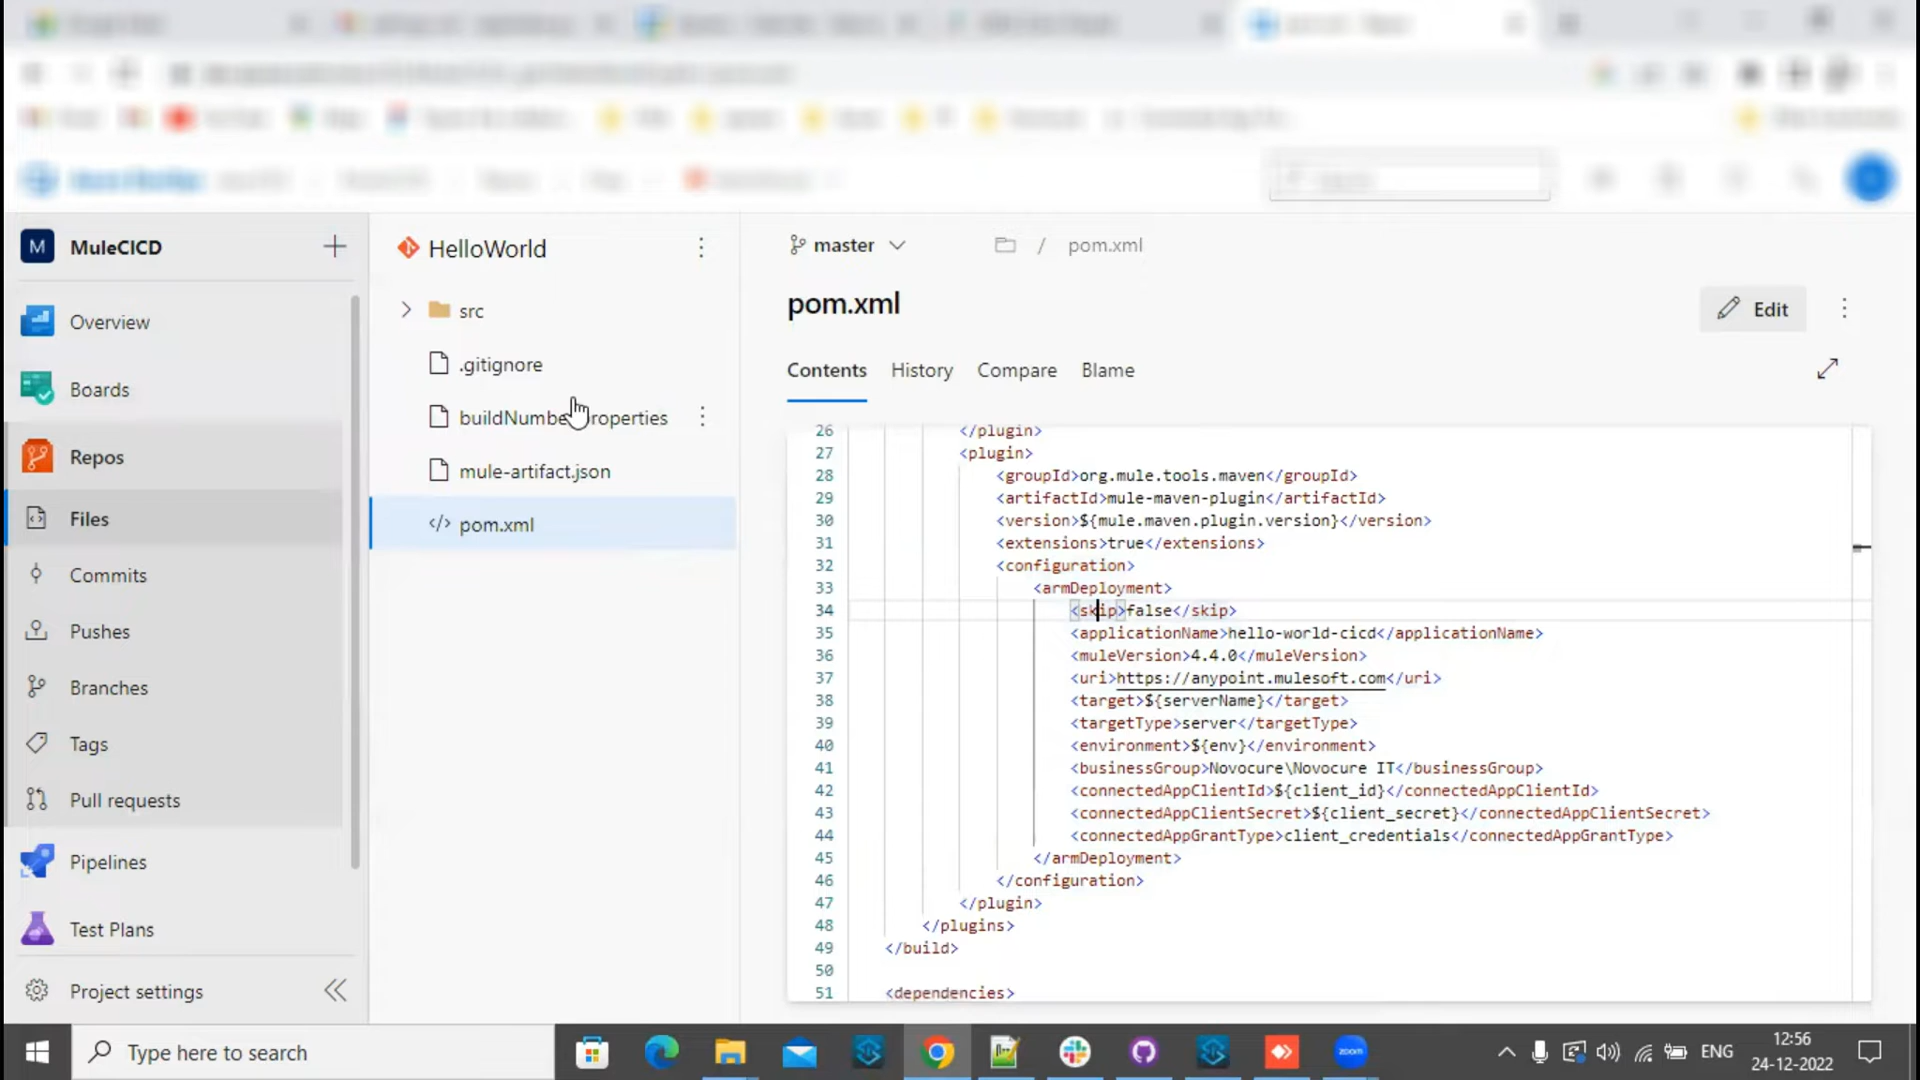 MuleCICD
Overview
Boards
Repos
Files
Commits
Pushes
Branches
Tags
Pull requests
Pipelines
Test Plans
Project settings
HelloWorld
src
.gitignore
buildNumbe roperties
mule-artifact.json
</> pom.xml
master
/ pom.xml
pom.xml
Edit
Contents History Compare Blame
26 </plugin>
27 <plugin>
28 <groupId>org.mule.tools.maven</groupId>
29 <artifactId>mule-maven-plugin</artifactId>
30 <version>${mule.maven.plugin.version}</version>
31 <extensions>true</extensions>
32 <configuration>
33 <armDeployment>
34 <skip>false</skip>
35 <applicationName>hello-world-cicd</applicationName>
36 <muleVersion>4.4.0</muleVersion>
37 <uri>https://anypoint.mulesoft.com</uri>
38 <target>${serverName}</target>
39 <targetType>server</targetType>
40 <environment>${env}</environment>
41 <businessGroup>Novocure\Novocure IT</businessGroup>
42 <connectedAppClientId>${client_id}</connectedAppClientId>
43 <connectedAppClientSecret>${client_secret}</connectedAppClientSecret>
44 <connectedAppGrantType>client_credentials</connectedAppGrantType>
45 </armDeployment>
46 </configuration>
47 </plugin>
48 </plugins>
49 </build>
50
51 <dependencies>
Type here to search
zoom
ENG
12:56
24-12-2022